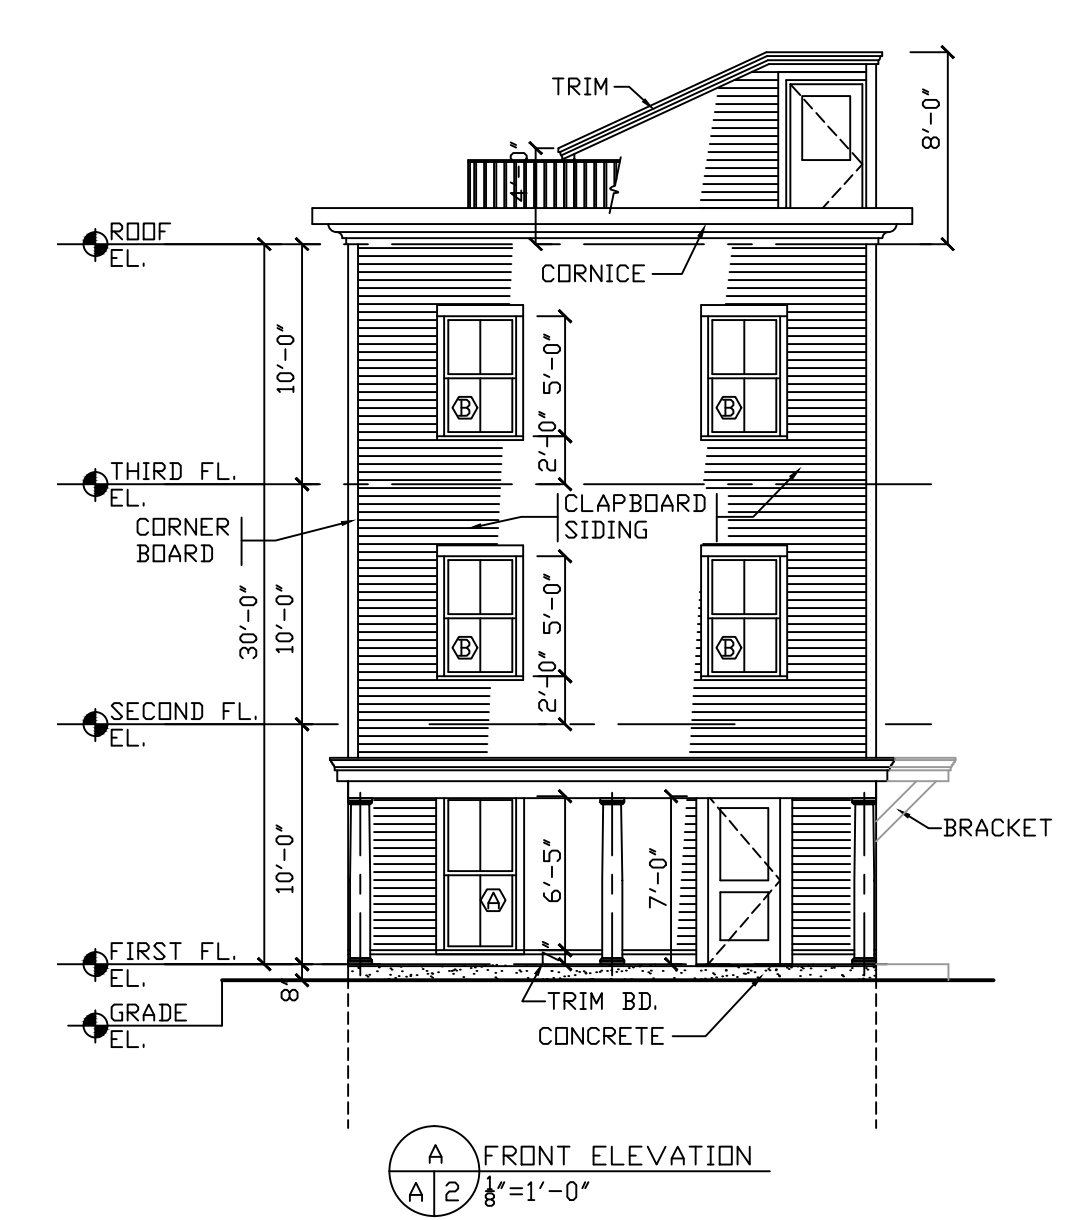 TRIM
8'-0"
4'-0"
ROOF
EL.
CORNICE
10'-0"
5'-0"
B
B
2'-0"
THIRD FL.
EL.
CLAPBOARD
SIDING
CORNER
BOARD
30'-0"
10'-0"
5'-0"
B
B
2'-0"
SECOND FL.
EL.
BRACKET
10'-0"
6'-5"
7'-0"
A
FIRST FL.
EL.
8"
TRIM BD.
GRADE
EL.
CONCRETE
A
A 2
FRONT ELEVATION
1/8"=1'-0"